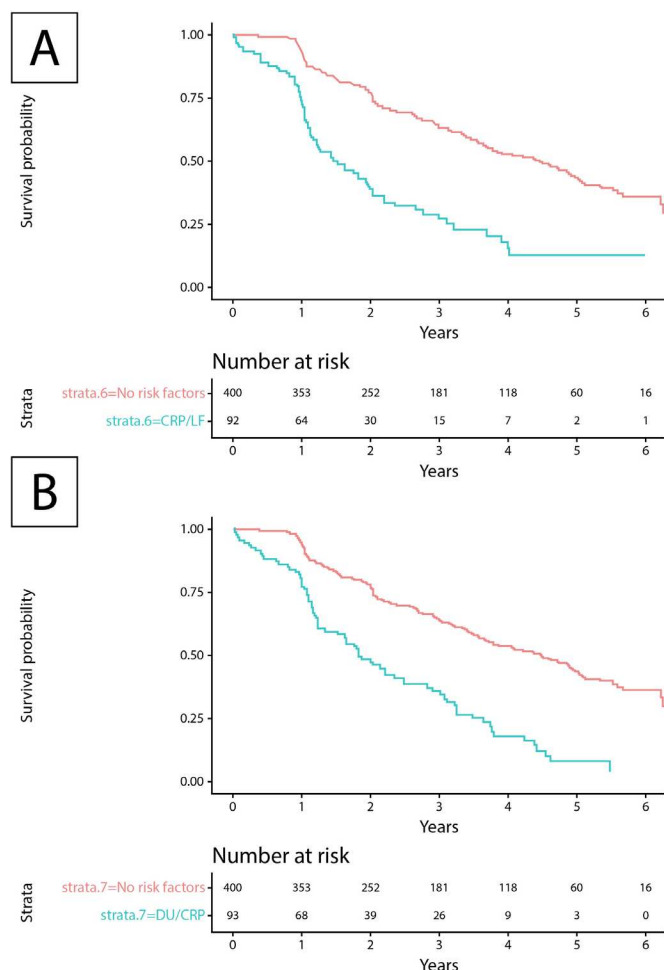 A
Survival probability
1.00
0.75
0.50
0.25
0.00
0 1 2 3 4 5 6
Years
Number at risk
Strata
strata.6=No risk factors 400 353 252 181 118 60 16
strata.6=CRP/LF 92 64 30 15 7 2 1
0 1 2 3 4 5 6
Years
B
Survival probability
1.00
0.75
0.50
0.25
0.00
0 1 2 3 4 5 6
Years
Number at risk
Strata
strata.7=No risk factors 400 353 252 181 118 60 16
strata.7=DU/CRP 93 68 39 26 9 3 0
0 1 2 3 4 5 6
Years